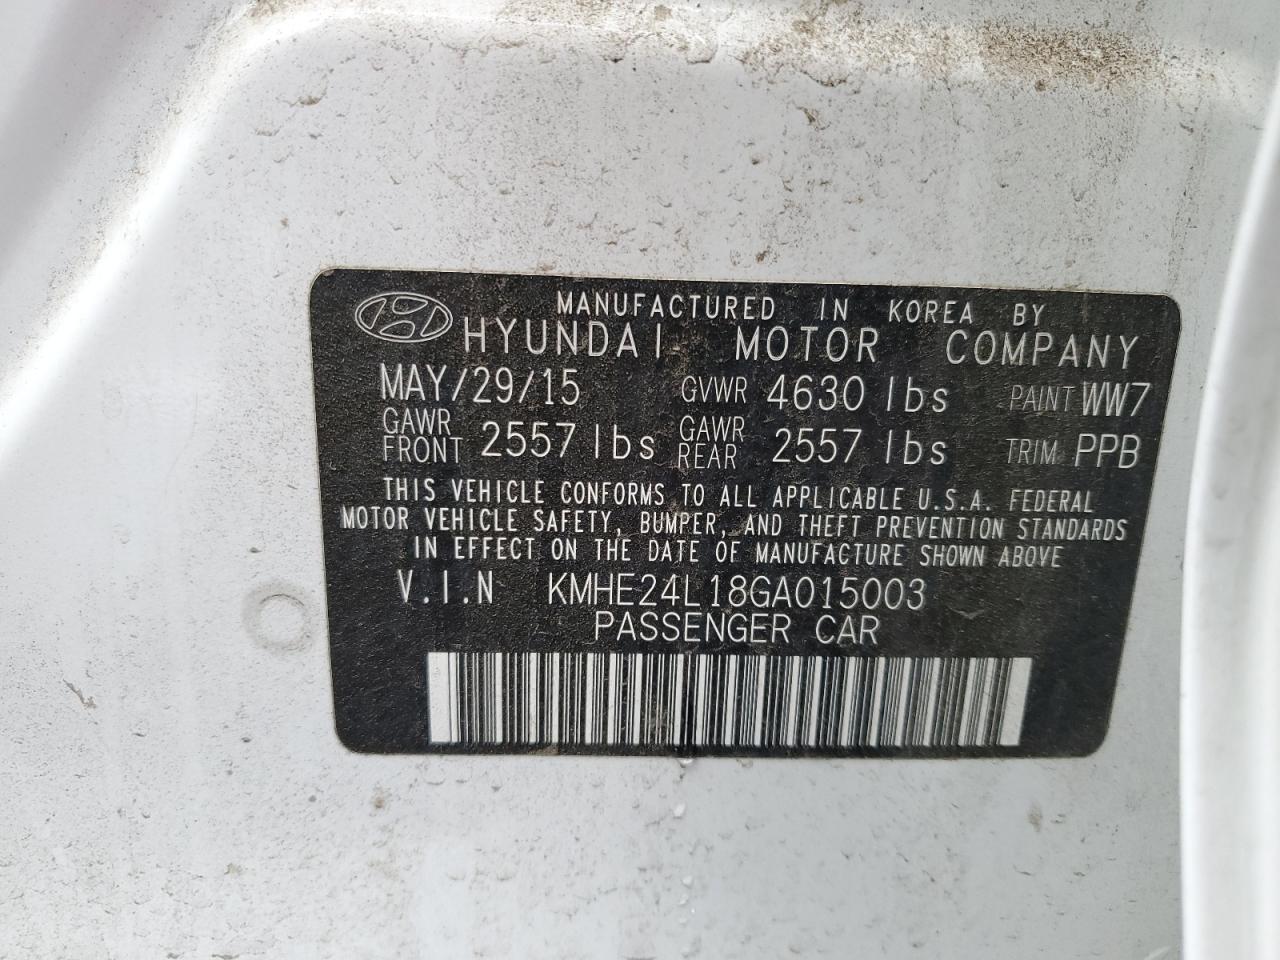 MANUFACTURED IN KOREA BY
HYUNDAI MOTOR COMPANY
MAY/29/15 GVWR 4630 lbs PAINT WW7
GAWR FRONT 2557 lbs GAWR REAR 2557 lbs TRIM PPB
THIS VEHICLE CONFORMS TO ALL APPLICABLE U.S.A. FEDERAL
MOTOR VEHICLE SAFETY, BUMPER, AND THEFT PREVENTION STANDARDS
IN EFFECT ON THE DATE OF MANUFACTURE SHOWN ABOVE
V.I.N KMHE24L18GA015003
PASSENGER CAR